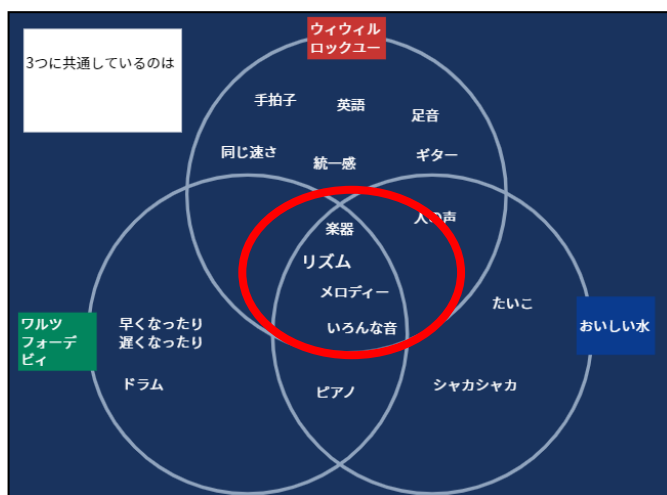 ウィウィル
ロックユー
3つに共通しているのは
手拍子
英語
足音
同じ速さ
統一感
ギター
楽器
人の声
リズム
メロディー
いろんな音
たいこ
ワルツ
フォーデ
ビィ
早くなったり
遅くなったり
おいしい水
ドラム
ピアノ
シャカシャカ